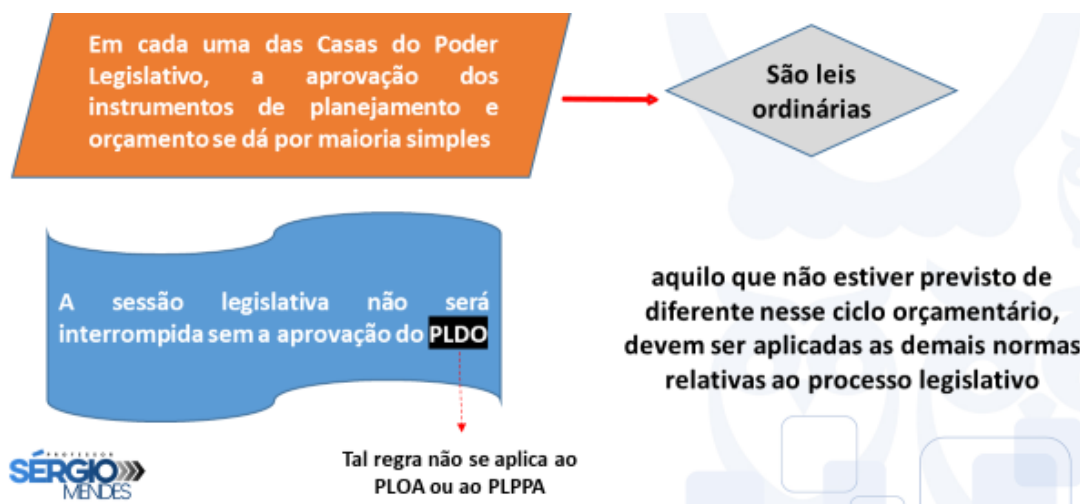 Em cada uma das Casas do Poder
Legislativo, a aprovação dos
instrumentos de planejamento e
orçamento se dá por maioria simples
São leis
ordinárias
A sessão legislativa não será
interrompida sem a aprovação do PLDO
aquilo que não estiver previsto de
diferente nesse ciclo orçamentário,
devem ser aplicadas as demais normas
relativas ao processo legislativo
Tal regra não se aplica ao
PLOA ou ao PLPPA
PROFESSOR
SÉRGIO
MENDES